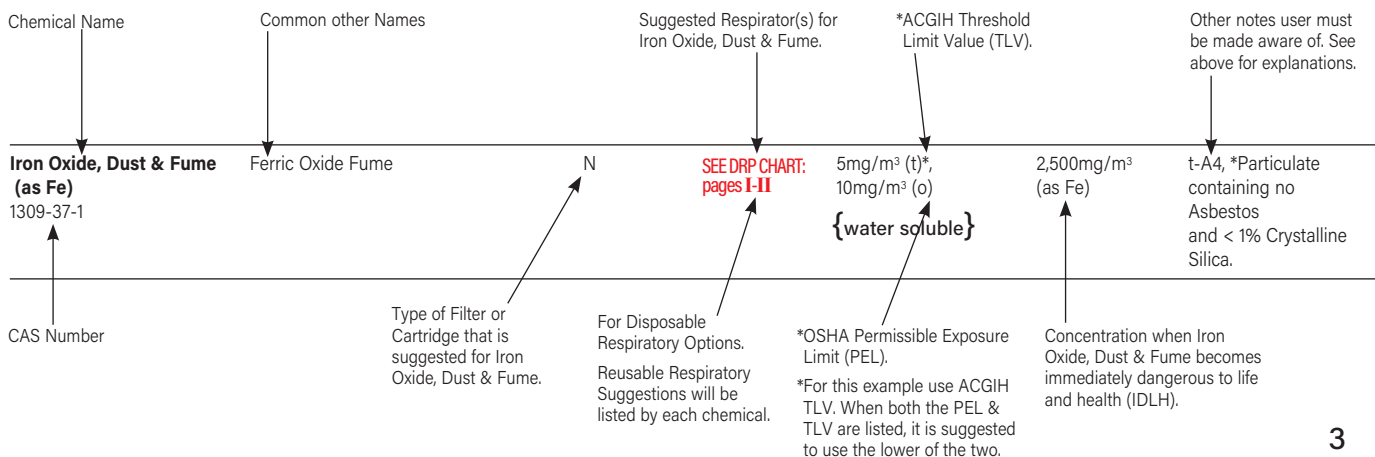 Chemical Name
Common other Names
Suggested Respirator(s) for
Iron Oxide, Dust & Fume.
*ACGIH Threshold
Limit Value (TLV).
Other notes user must
be made aware of. See
above for explanations.
Iron Oxide, Dust & Fume
(as Fe)
1309-37-1
Ferric Oxide Fume
N
SEE DRP CHART:
pages I-II
5mg/m³ (t)*,
10mg/m³ (o)
{water soluble}
2,500mg/m³
(as Fe)
t-A4, *Particulate
containing no
Asbestos
and < 1% Crystalline
Silica.
CAS Number
Type of Filter or
Cartridge that is
suggested for Iron
Oxide, Dust & Fume.
For Disposable
Respiratory Options.
Reusable Respiratory
Suggestions will be
listed by each chemical.
*OSHA Permissible Exposure
Limit (PEL).
*For this example use ACGIH
TLV. When both the PEL &
TLV are listed, it is suggested
to use the lower of the two.
Concentration when Iron
Oxide, Dust & Fume becomes
immediately dangerous to life
and health (IDLH).
3